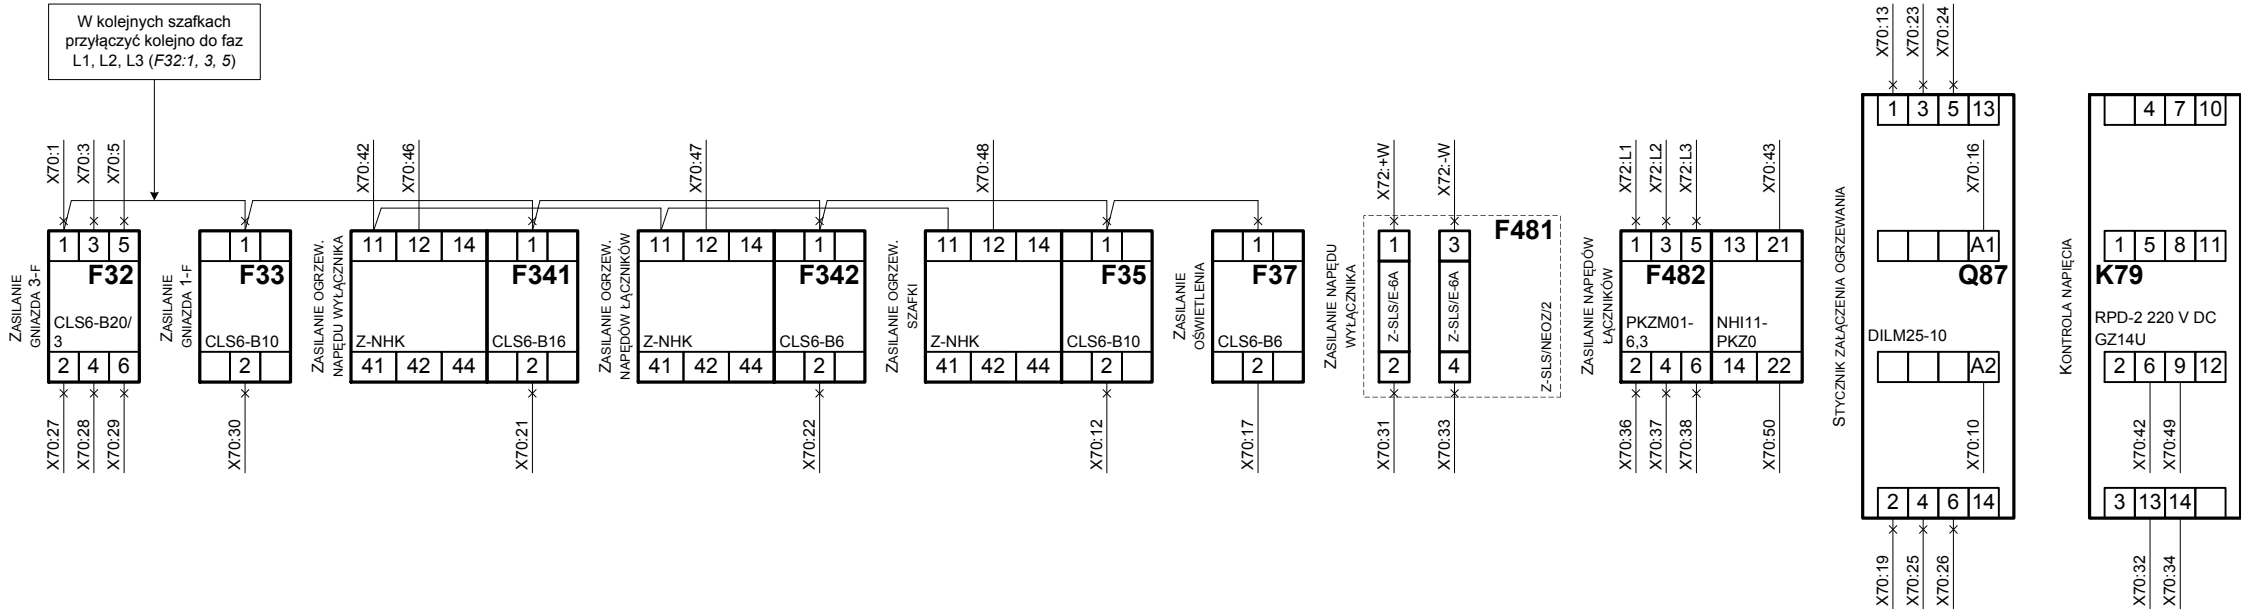 W kolejnych szafkach
przyłączyć kolejno do faz
L1, L2, L3 (F32:1, 3, 5)
ZASILANIE
GNIAZDA 3-F
X70:1
X70:3
X70:5
1 3 5
F32
CLS6-B20/
3
2 4 6
X70:27
X70:28
X70:29
ZASILANIE
GNIAZDA 1-F
1
F33
CLS6-B10
2
X70:30
ZASILANIE OGRZEW.
NAPĘDU WYŁĄCZNIKA
X70:42
X70:46
11 12 14 1
F341
Z-NHK CLS6-B16
41 42 44 2
X70:21
ZASILANIE OGRZEW.
NAPĘDÓW ŁĄCZNIKÓW
X70:47
11 12 14 1
F342
Z-NHK CLS6-B6
41 42 44 2
X70:22
ZASILANIE OGRZEW.
SZAFKI
X70:48
11 12 14 1
F35
Z-NHK CLS6-B10
41 42 44 2
X70:12
ZASILANIE
OŚWIETLENIA
1
F37
CLS6-B6
2
X70:17
ZASILANIE NAPĘDU
WYŁĄCZNIKA
X72:+W
X72:-W
F481
1 3
Z-SLS/E-6A
Z-SLS/E-6A
2 4
Z-SLS/NEOZ/2
X70:31
X70:33
ZASILANIE NAPĘDÓW
ŁĄCZNIKÓW
X72:L1
X72:L2
X72:L3
X70:43
1 3 5 13 21
F482
PKZM01-
6,3
NHI11-
PKZ0
2 4 6 14 22
X70:36
X70:37
X70:38
X70:50
STYCZNIK ZAŁĄCZENIA OGRZEWANIA
X70:13
X70:23
X70:24
1 3 5 13
X70:16
A1
Q87
DILM25-10
A2
X70:10
2 4 6 14
X70:19
X70:25
X70:26
KONTROLA NAPIĘCIA
4 7 10
1 5 8 11
K79
RPD-2 220 V DC
GZ14U
2 6 9 12
X70:42
X70:49
3 13 14
X70:32
X70:34